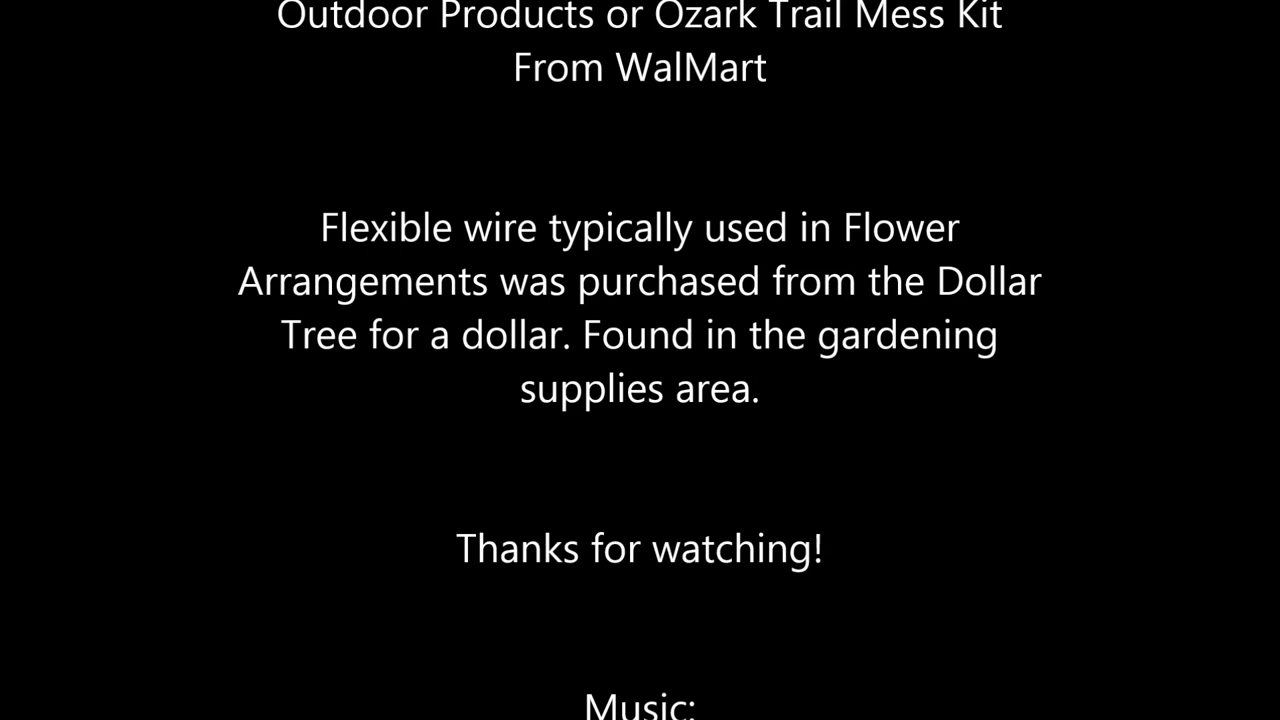 Outdoor Products or Ozark Trail Mess Kit
From WalMart
Flexible wire typically used in Flower
Arrangements was purchased from the Dollar
Tree for a dollar. Found in the gardening
supplies area.
Thanks for watching!
Music: